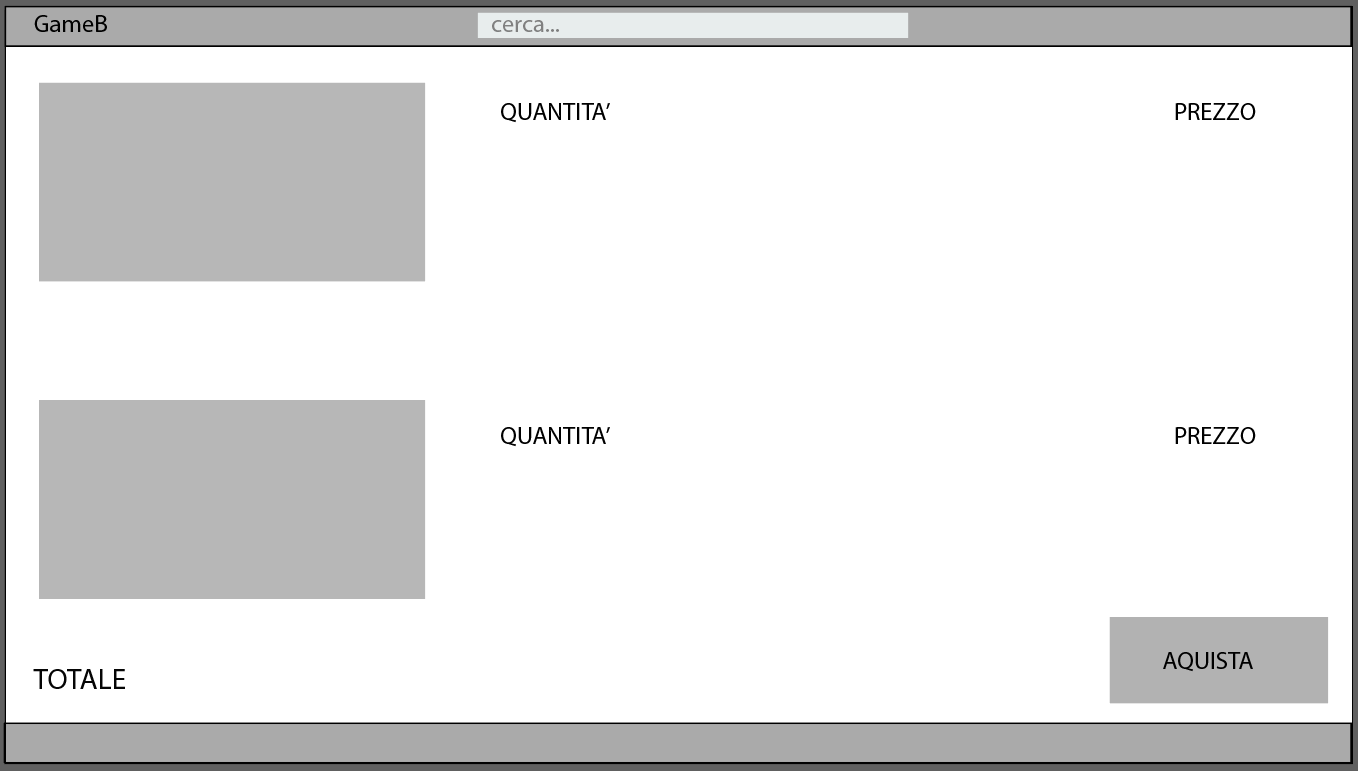 GameB
cerca...
QUANTITA’
PREZZO
QUANTITA’
PREZZO
AQUISTA
TOTALE